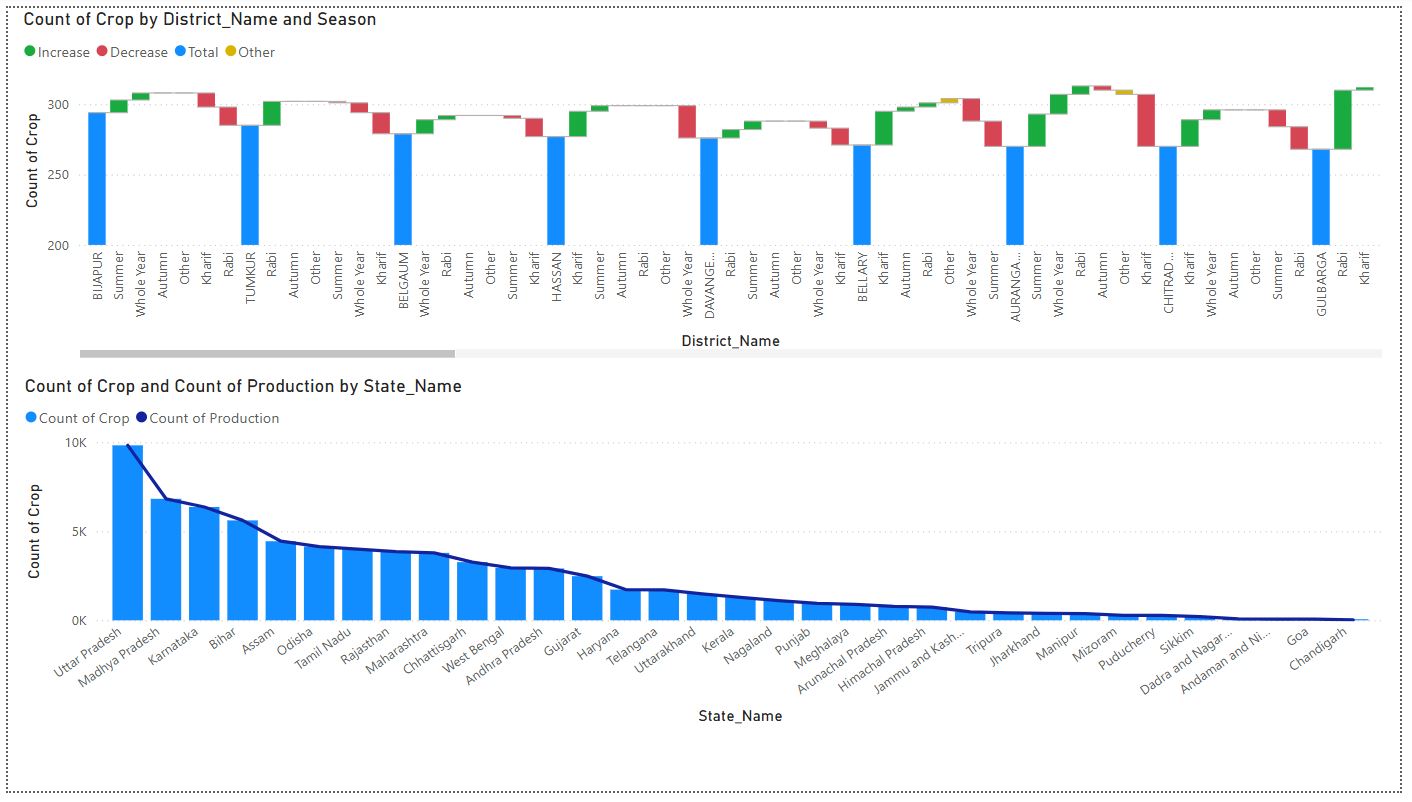 Count of Crop by District_Name and Season
Increase Decrease Total Other
Count of Crop
300
250
200
BIJAPUR
Summer
Whole Year
Autumn
Other
Kharif
Rabi
TUMKUR
Rabi
Autumn
Other
Summer
Whole Year
Kharif
BELGAUM
Whole Year
Rabi
Autumn
Other
Summer
Kharif
HASSAN
Kharif
Summer
Autumn
Rabi
Other
Whole Year
DAVANGE...
Rabi
Summer
Autumn
Other
Whole Year
Kharif
BELLARY
Kharif
Autumn
Rabi
Other
Whole Year
Summer
AURANGA...
Summer
Whole Year
Rabi
Autumn
Other
Kharif
CHITRAD...
Kharif
Whole Year
Autumn
Other
Summer
Rabi
GULBARGA
Rabi
Kharif
District_Name
Count of Crop and Count of Production by State_Name
Count of Crop Count of Production
Count of Crop
10K
5K
0K
Uttar Pradesh
Madhya Pradesh
Karnataka
Bihar
Assam
Odisha
Tamil Nadu
Rajasthan
Maharashtra
Chhattisgarh
West Bengal
Andhra Pradesh
Gujarat
Haryana
Telangana
Uttarakhand
Kerala
Nagaland
Punjab
Meghalaya
Arunachal Pradesh
Himachal Pradesh
Jammu and Kash...
Tripura
Jharkhand
Manipur
Mizoram
Puducherry
Sikkim
Dadra and Nagar...
Andaman and Ni...
Goa
Chandigarh
State_Name